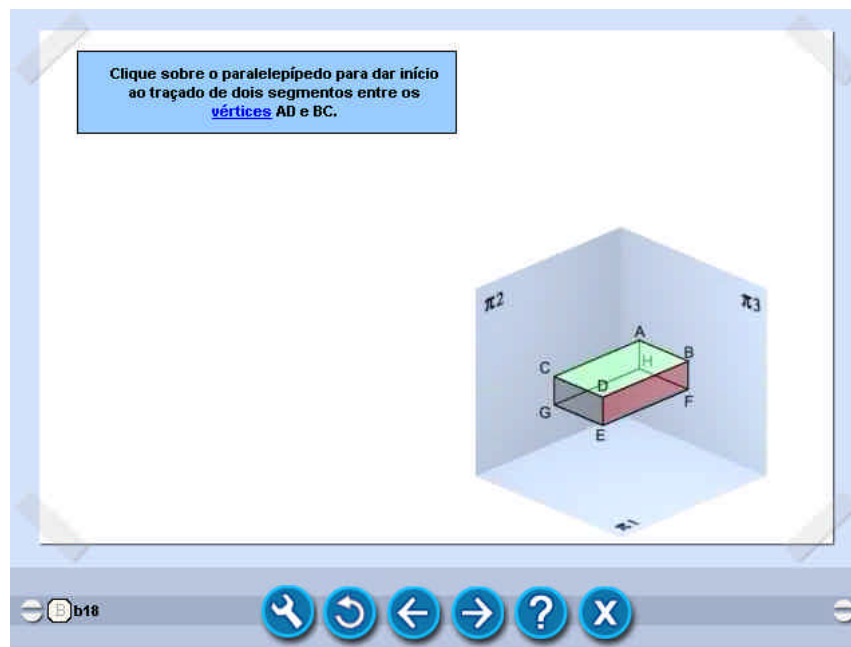 Clique sobre o paralelepípedo para dar início
ao traçado de dois segmentos entre os
vértices AD e BC.
π2
π3
A
B
H
C
D
F
G
E
π1
B b18
?
X